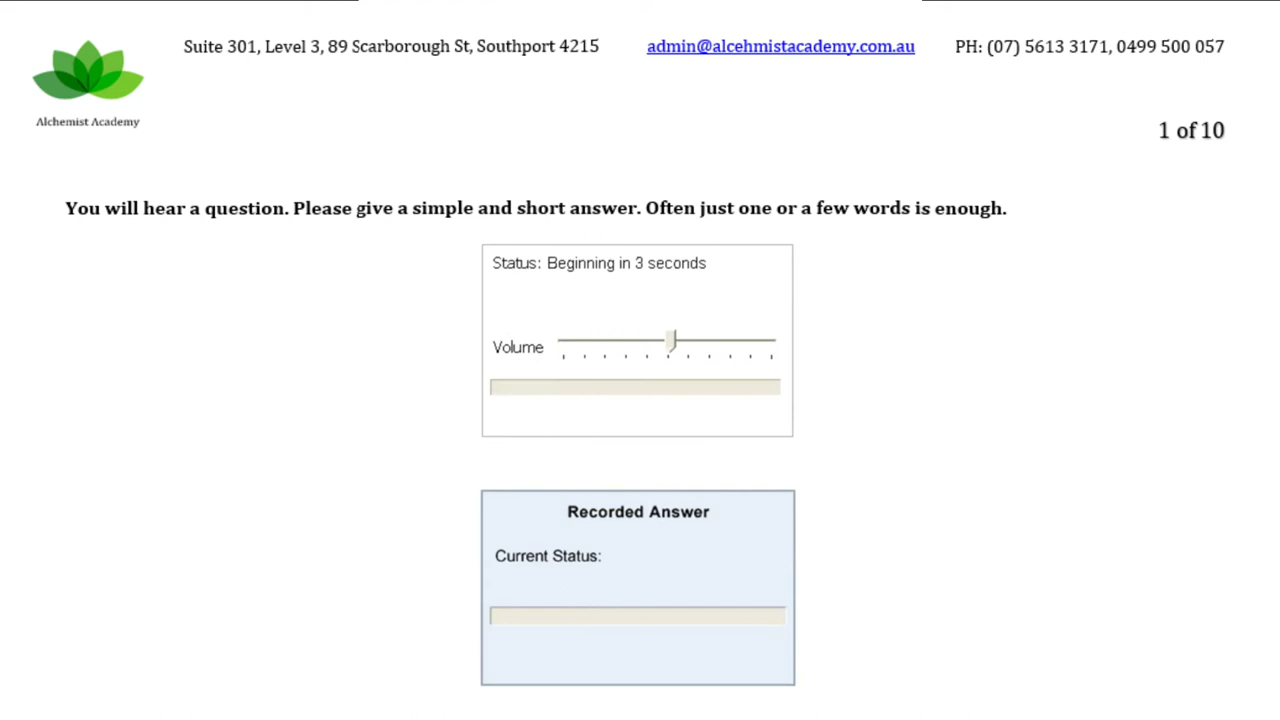 Suite 301, Level 3, 89 Scarborough St, Southport 4215 admin@alcehmistacademy.com.au PH: (07) 5613 3171, 0499 500 057
Alchemist Academy
1 of 10
You will hear a question. Please give a simple and short answer. Often just one or a few words is enough.
Status: Beginning in 3 seconds
Volume
Recorded Answer
Current Status: